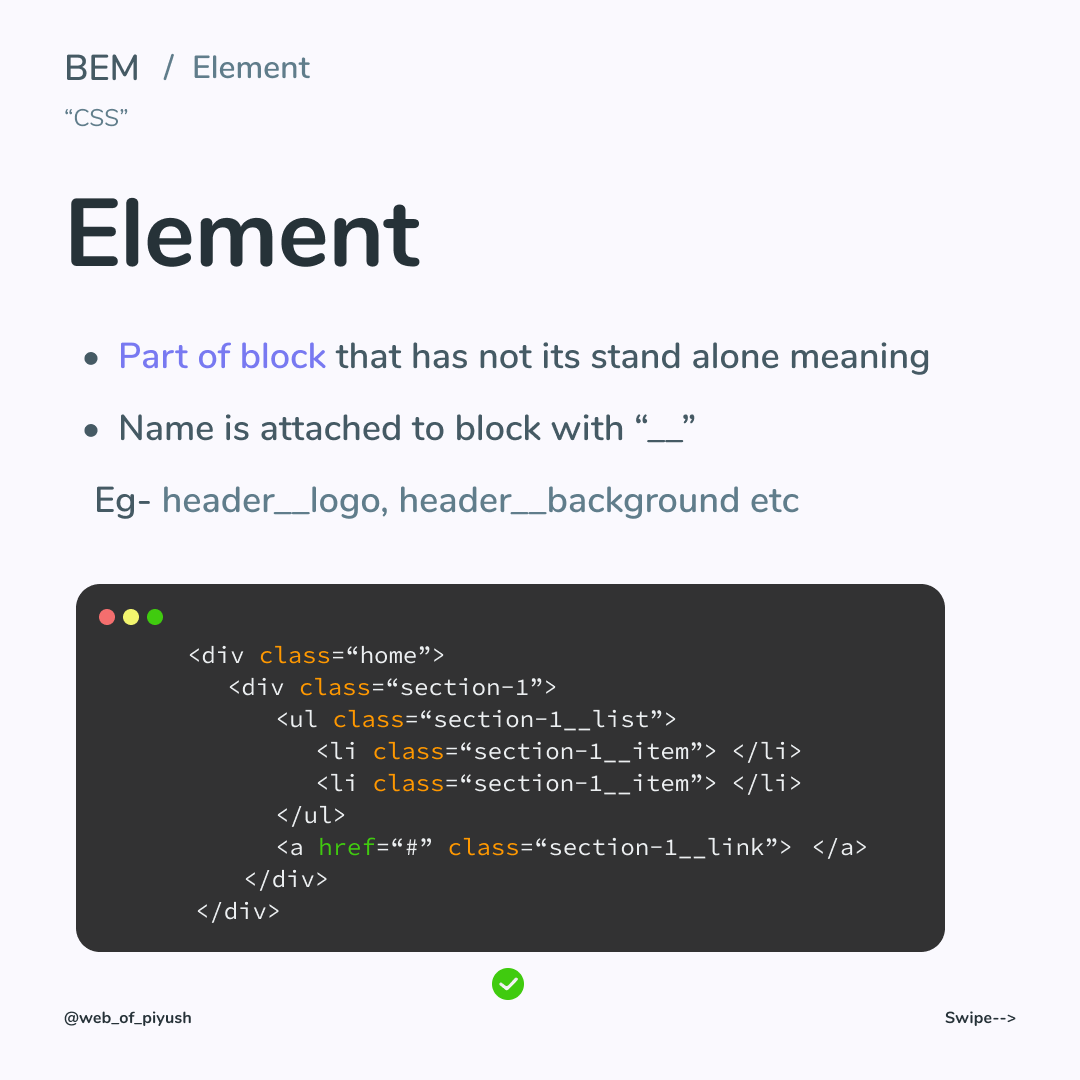 BEM / Element
“CSS”
Element
• Part of block that has not its stand alone meaning
• Name is attached to block with “__”
Eg- header__logo, header__background etc
<div class=“home”>
<div class=“section-1”>
<ul class=“section-1__list”>
<li class=“section-1__item”> </li>
<li class=“section-1__item”> </li>
</ul>
<a href=“#” class=“section-1__link”> </a>
</div>
</div>
@web_of_piyush
Swipe-->